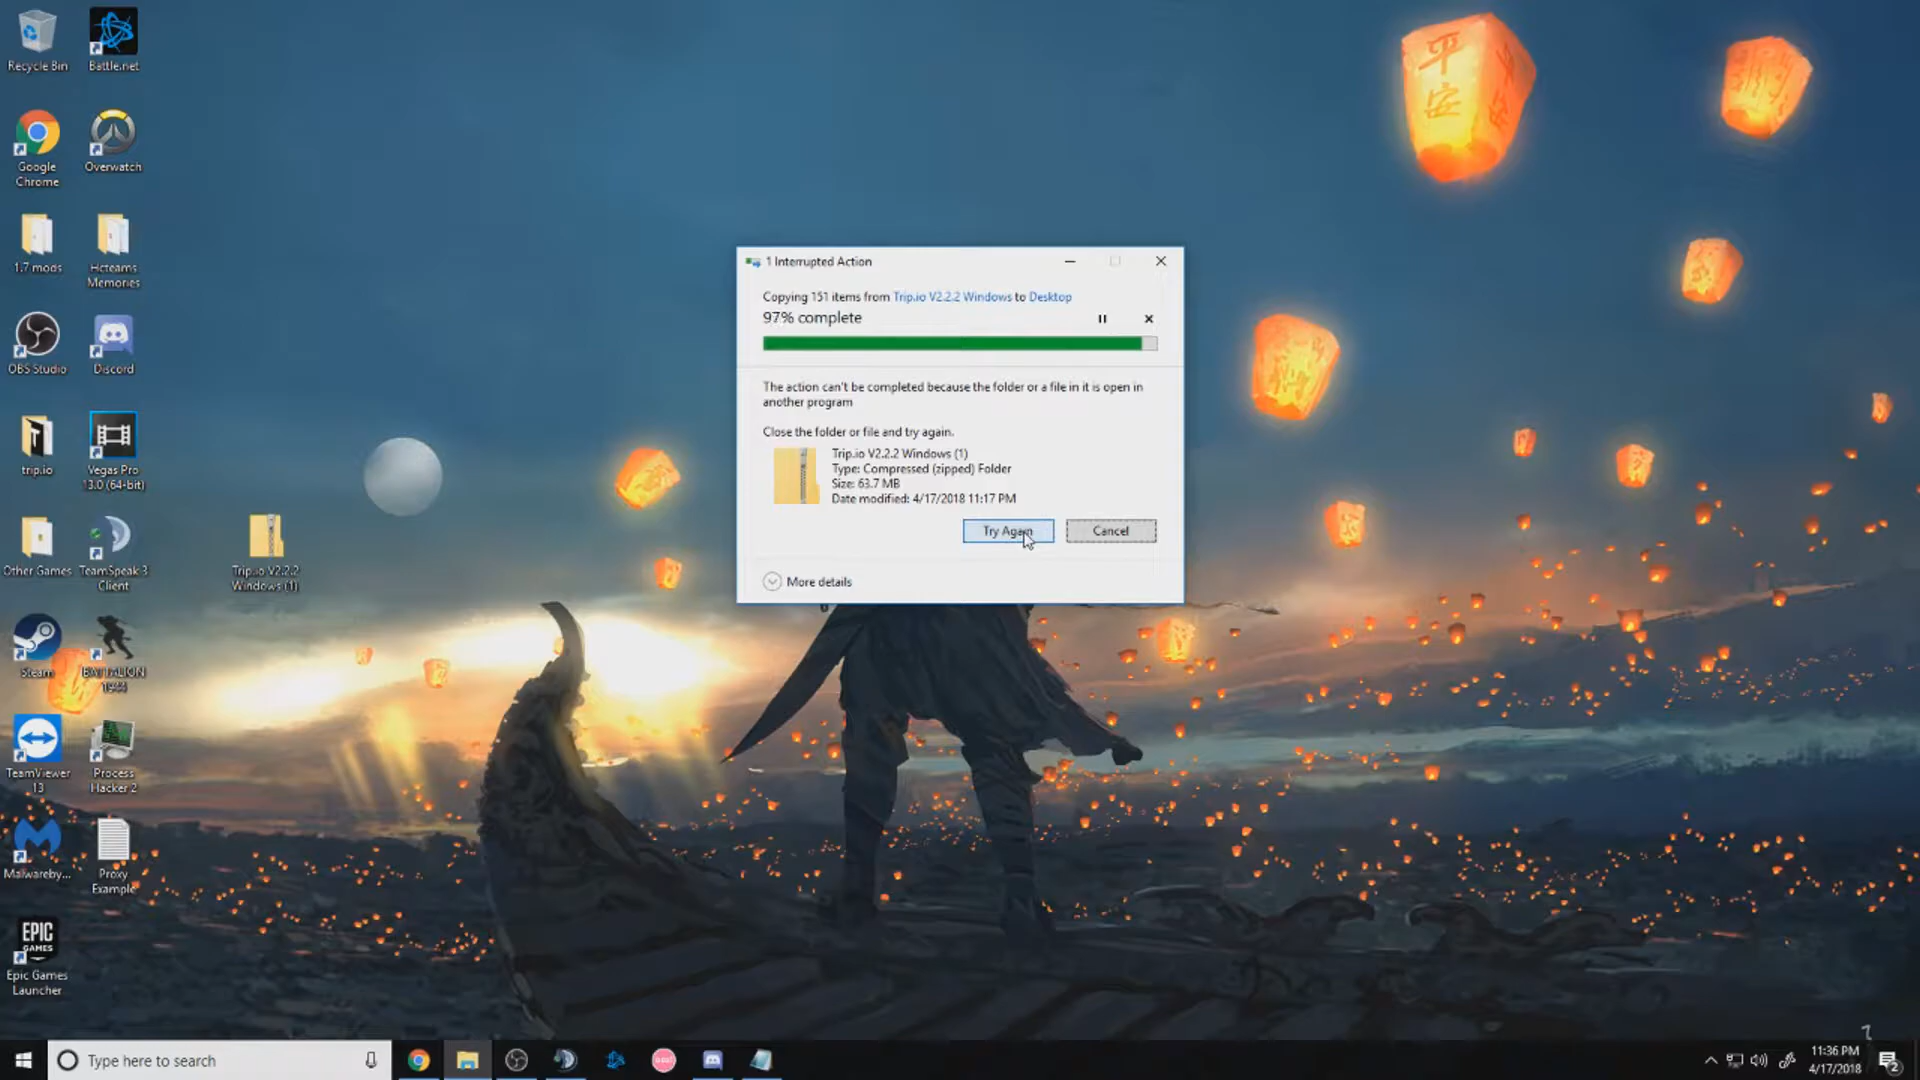 Recycle Bin
Battle.net
Google
Chrome
Overwatch
1.7 mods
Hcteams
Memories
OBS Studio
Discord
trip.io
Vegas Pro
13.0 (64-bit)
Other Games
TeamSpeak 3
Client
Trip.io V2.2.2
Windows (1)
Steam
BATTALION
1944
TeamViewer
13
Process
Hacker 2
Malwareby...
Proxy
Example
EPIC
GAMES
Epic Games
Launcher
平
安
1 Interrupted Action
Copying 151 items from Trip.io V2.2.2 Windows to Desktop
97% complete
The action can't be completed because the folder or a file in it is open in
another program
Close the folder or file and try again.
Trip.io V2.2.2 Windows (1)
Type: Compressed (zipped) Folder
Size: 63.7 MB
Date modified: 4/17/2018 11:17 PM
Try Again
Cancel
More details
Type here to search
osu!
11:36 PM
4/17/2018
2